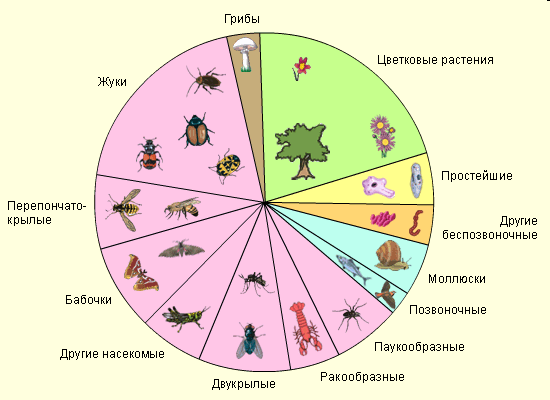 Грибы
Цветковые растения
Жуки
Простейшие
Перепончато-
крылые
Другие
беспозвоночные
Моллюски
Бабочки
Позвоночные
Паукообразные
Другие насекомые
Ракообразные
Двукрылые